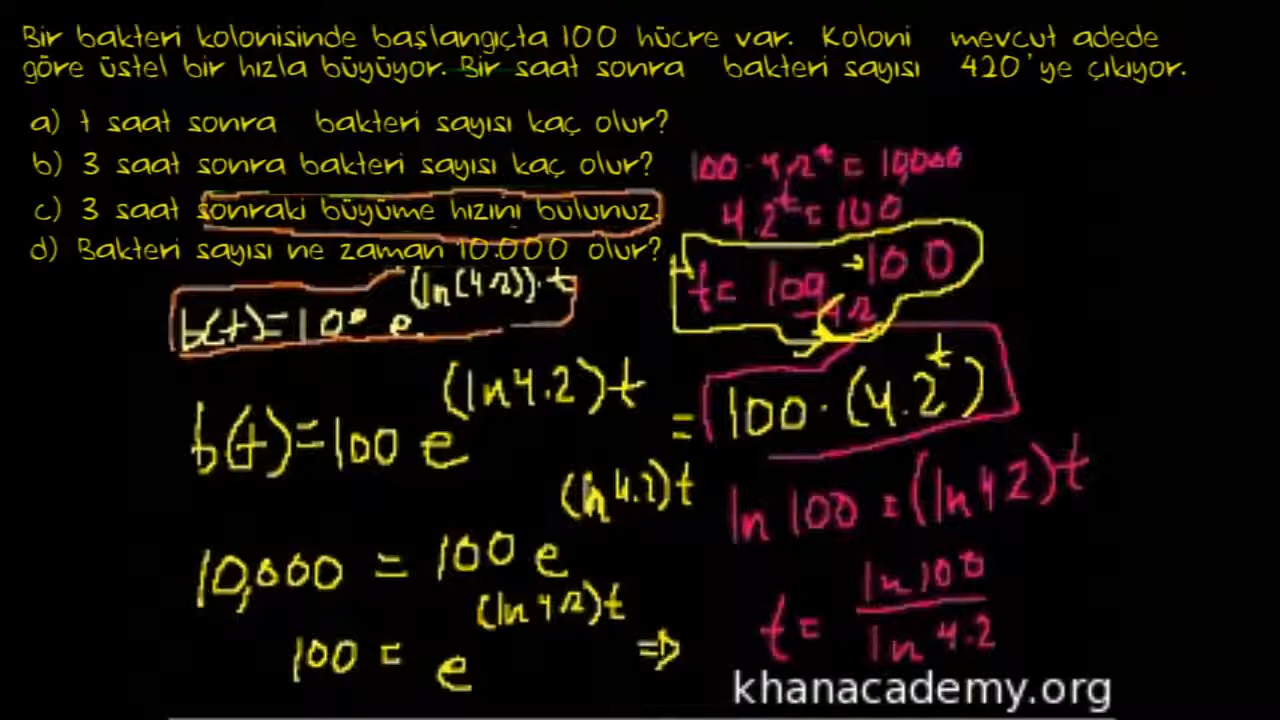 Bir bakteri kolonisinde başlangıçta 100 hücre var. Koloni mevcut adede
göre üstel bir hızla büyüyor. Bir saat sonra bakteri sayısı 420'ye çıkıyor.
a) t saat sonra bakteri sayısı kaç olur?
b) 3 saat sonra bakteri sayısı kaç olur?
c) 3 saat sonraki büyüme hızını bulunuz.
d) Bakteri sayısı ne zaman 10.000 olur?
b(t)=100 e^(ln(4.2))·t
b(t)=100 e^(ln 4.2)t = 100·(4.2^t)
10,000 = 100 e^(ln 4.2)t
100 = e^(ln 4.2)t ⇒
100·4.2^t = 10,000
4.2^t = 100
t = log_4.2 → 100
ln 100 = (ln 4.2)t
t = ln 100 / ln 4.2
khanacademy.org